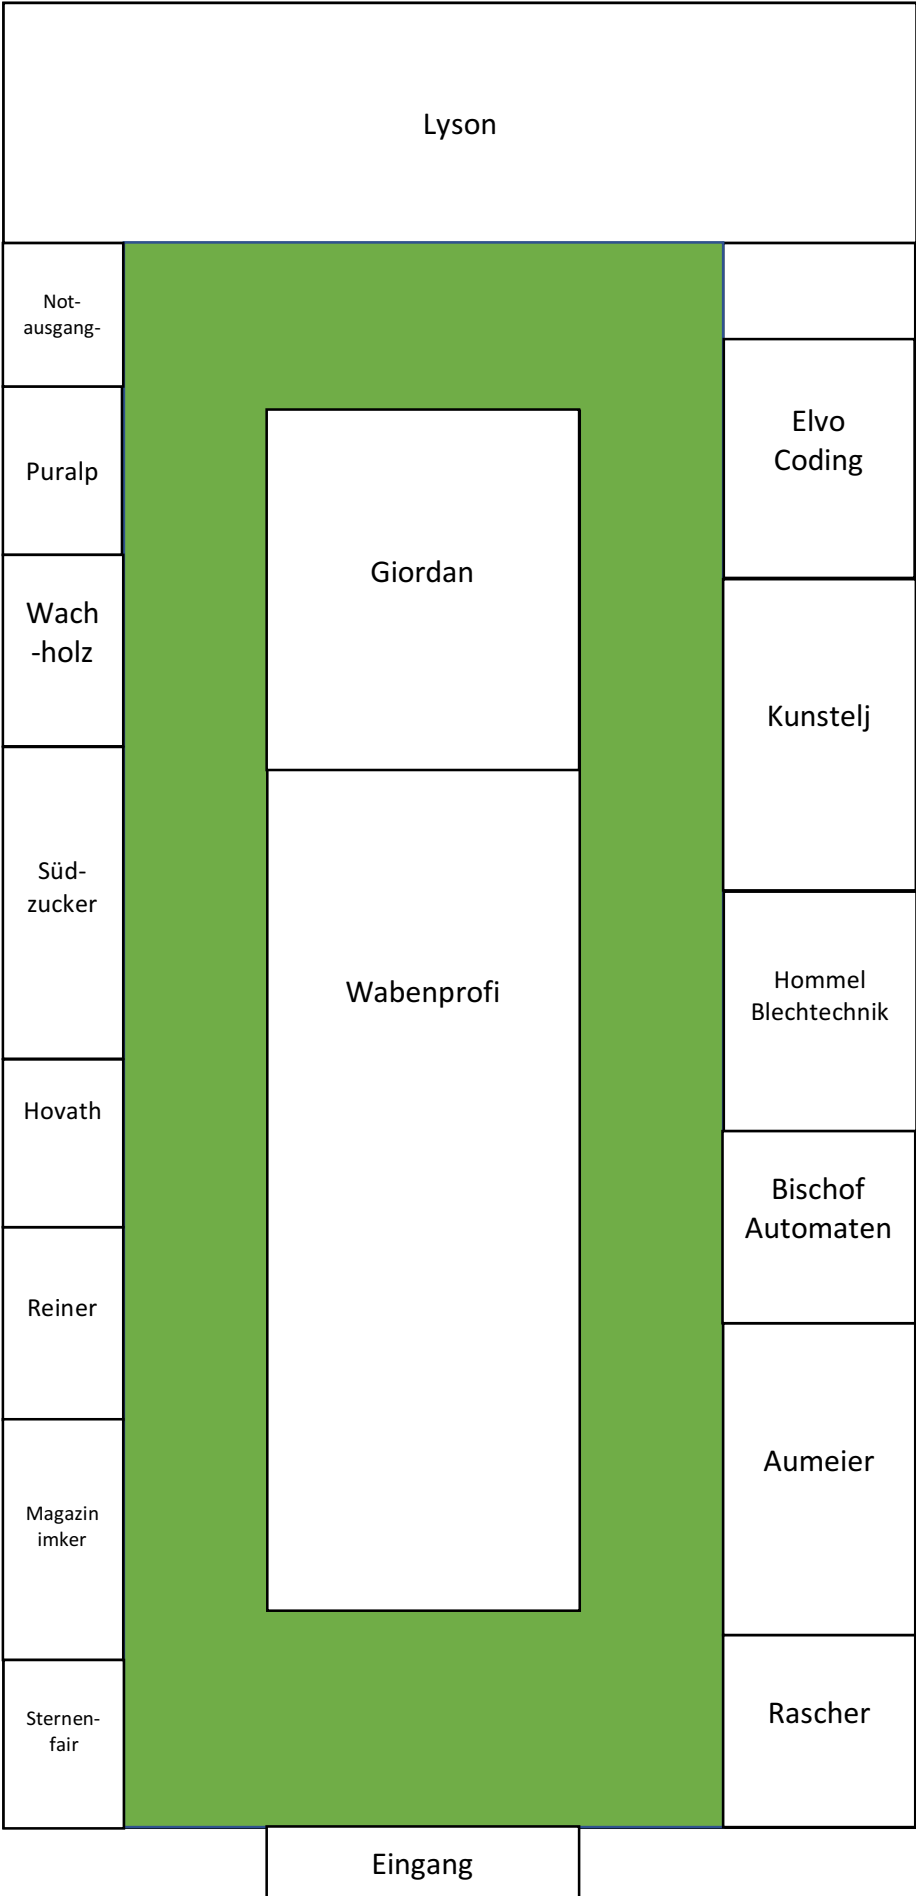 Lyson
Not-
ausgang-
Puralp
Wach
-holz
Süd-
zucker
Hovath
Reiner
Magazin
imker
Sternen-
fair
Giordan
Wabenprofi
Elvo
Coding
Kunstelj
Hommel
Blechtechnik
Bischof
Automaten
Aumeier
Rascher
Eingang